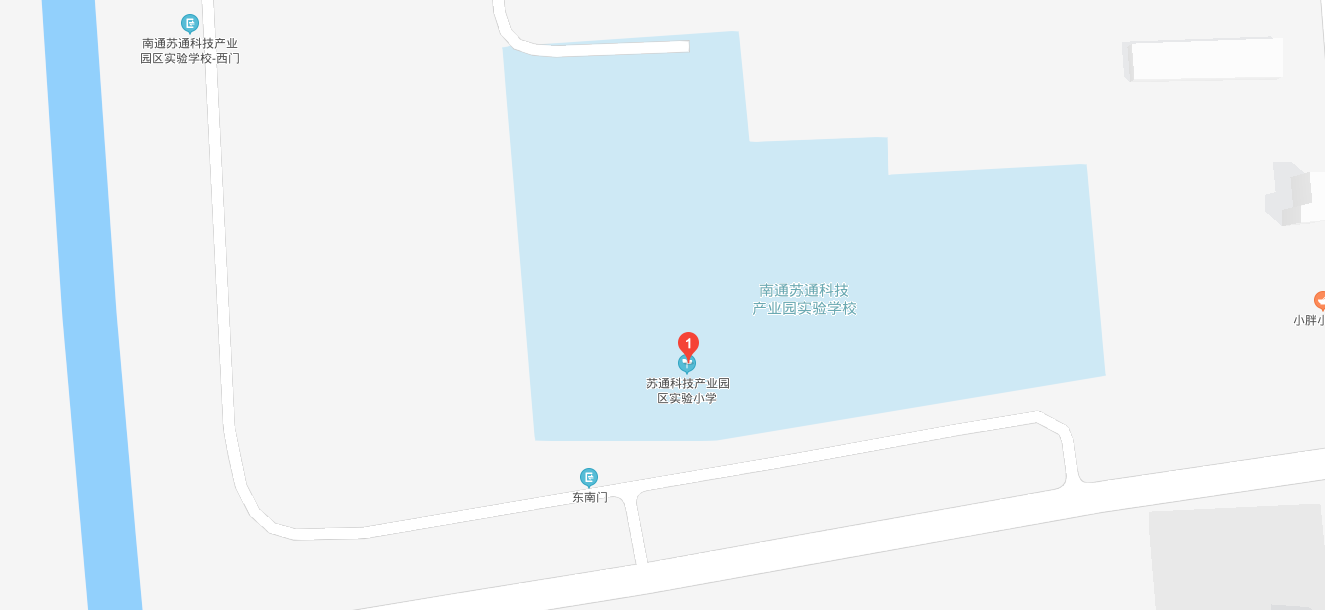 南通苏通科技产业
园区实验学校-西门
南通苏通科技
产业园实验学校
小胖小
1
苏通科技产业园
区实验小学
东南门